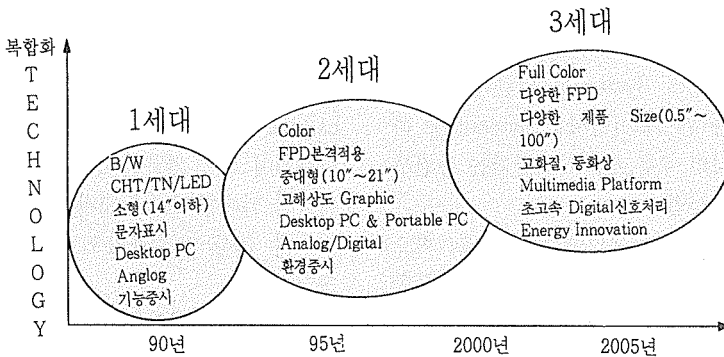 복합화
TECHNOLOGY
1세대
B/W
CHT/TN/LED
소형(14″이하)
문자표시
Desktop PC
Anglog
기능중시
2세대
Color
FPD본격적용
중대형(10″~21″)
고해상도 Graphic
Desktop PC & Portable PC
Analog/Digital
환경중시
3세대
Full Color
다양한 FPD
다양한 제품 Size(0.5″~
100″)
고화질, 동화상
Multimedia Platform
초고속 Digital신호처리
Energy Innovation
90년 95년 2000년 2005년